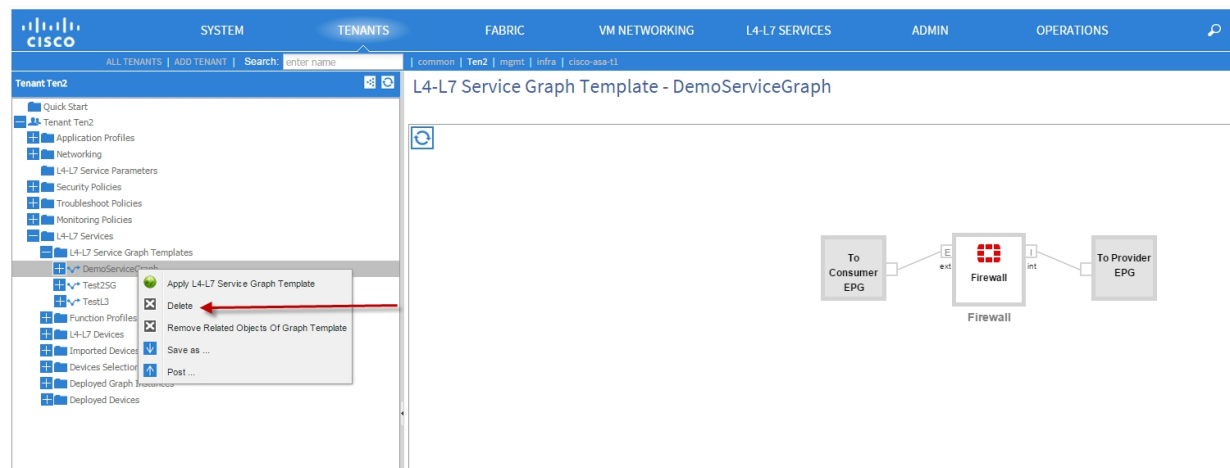 CISCO
SYSTEM TENANTS FABRIC VM NETWORKING L4-L7 SERVICES ADMIN OPERATIONS
ALL TENANTS | ADD TENANT | Search: enter name | common | Ten2 | mgmt | infra | cisco-asa-t1
Tenant Ten2
Quick Start
Tenant Ten2
Application Profiles
Networking
L4-L7 Service Parameters
Security Policies
Troubleshoot Policies
Monitoring Policies
L4-L7 Services
L4-L7 Service Graph Templates
DemoServiceGraph
Test2SG
TestL3
Function Profiles
L4-L7 Devices
Imported Devices
Devices Selection
Deployed Graph Instances
Deployed Devices
Apply L4-L7 Service Graph Template
Delete
Remove Related Objects Of Graph Template
Save as ...
Post ...
L4-L7 Service Graph Template - DemoServiceGraph
To
Consumer
EPG
E
ext
Firewall
I
int
To Provider
EPG
Firewall